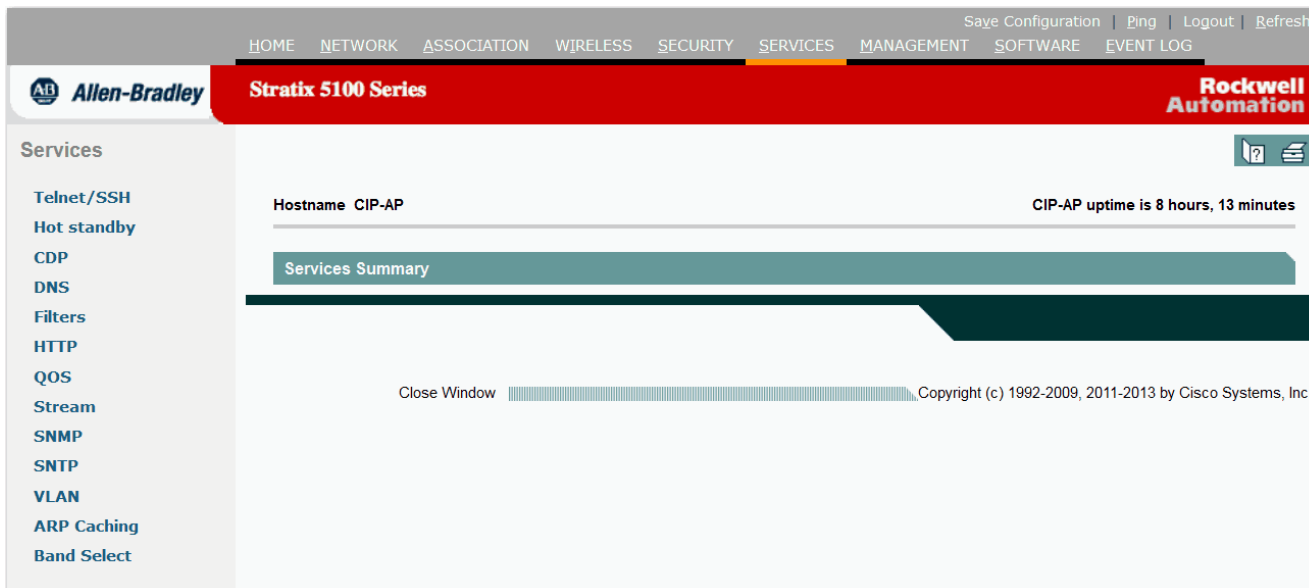 Save Configuration | Ping | Logout | Refresh
HOME NETWORK ASSOCIATION WIRELESS SECURITY SERVICES MANAGEMENT SOFTWARE EVENT LOG
AB Allen-Bradley
Stratix 5100 Series
Rockwell
Automation
Services
Telnet/SSH
Hot standby
CDP
DNS
Filters
HTTP
QOS
Stream
SNMP
SNTP
VLAN
ARP Caching
Band Select
?
Hostname CIP-AP
CIP-AP uptime is 8 hours, 13 minutes
Services Summary
Close Window
Copyright (c) 1992-2009, 2011-2013 by Cisco Systems, Inc